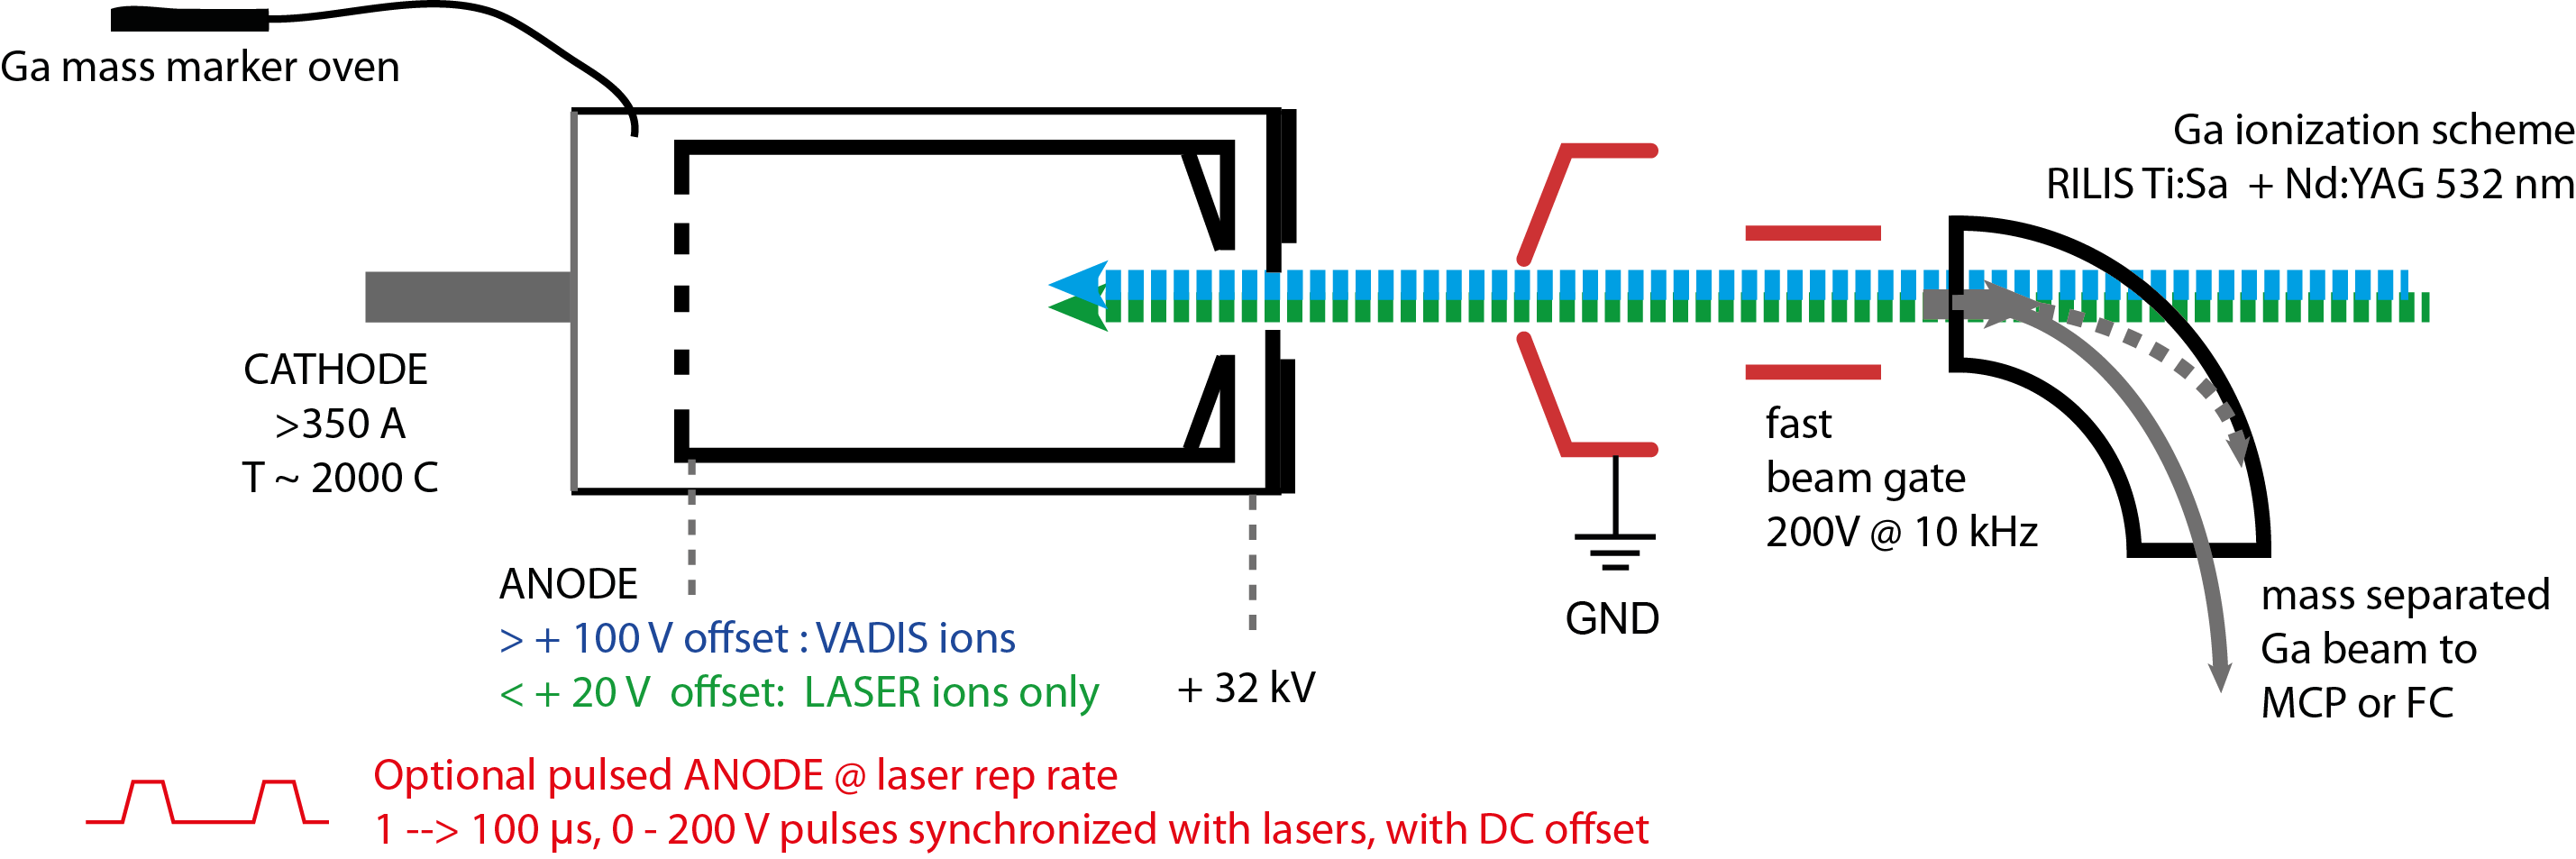 Ga mass marker oven
Ga ionization scheme
RILIS Ti:Sa + Nd:YAG 532 nm
CATHODE
>350 A
T ~ 2000 C
fast
beam gate
200V @ 10 kHz
ANODE
> + 100 V offset : VADIS ions
< + 20 V offset: LASER ions only
+ 32 kV
GND
mass separated
Ga beam to
MCP or FC
Optional pulsed ANODE @ laser rep rate
1 --> 100 µs, 0 - 200 V pulses synchronized with lasers, with DC offset